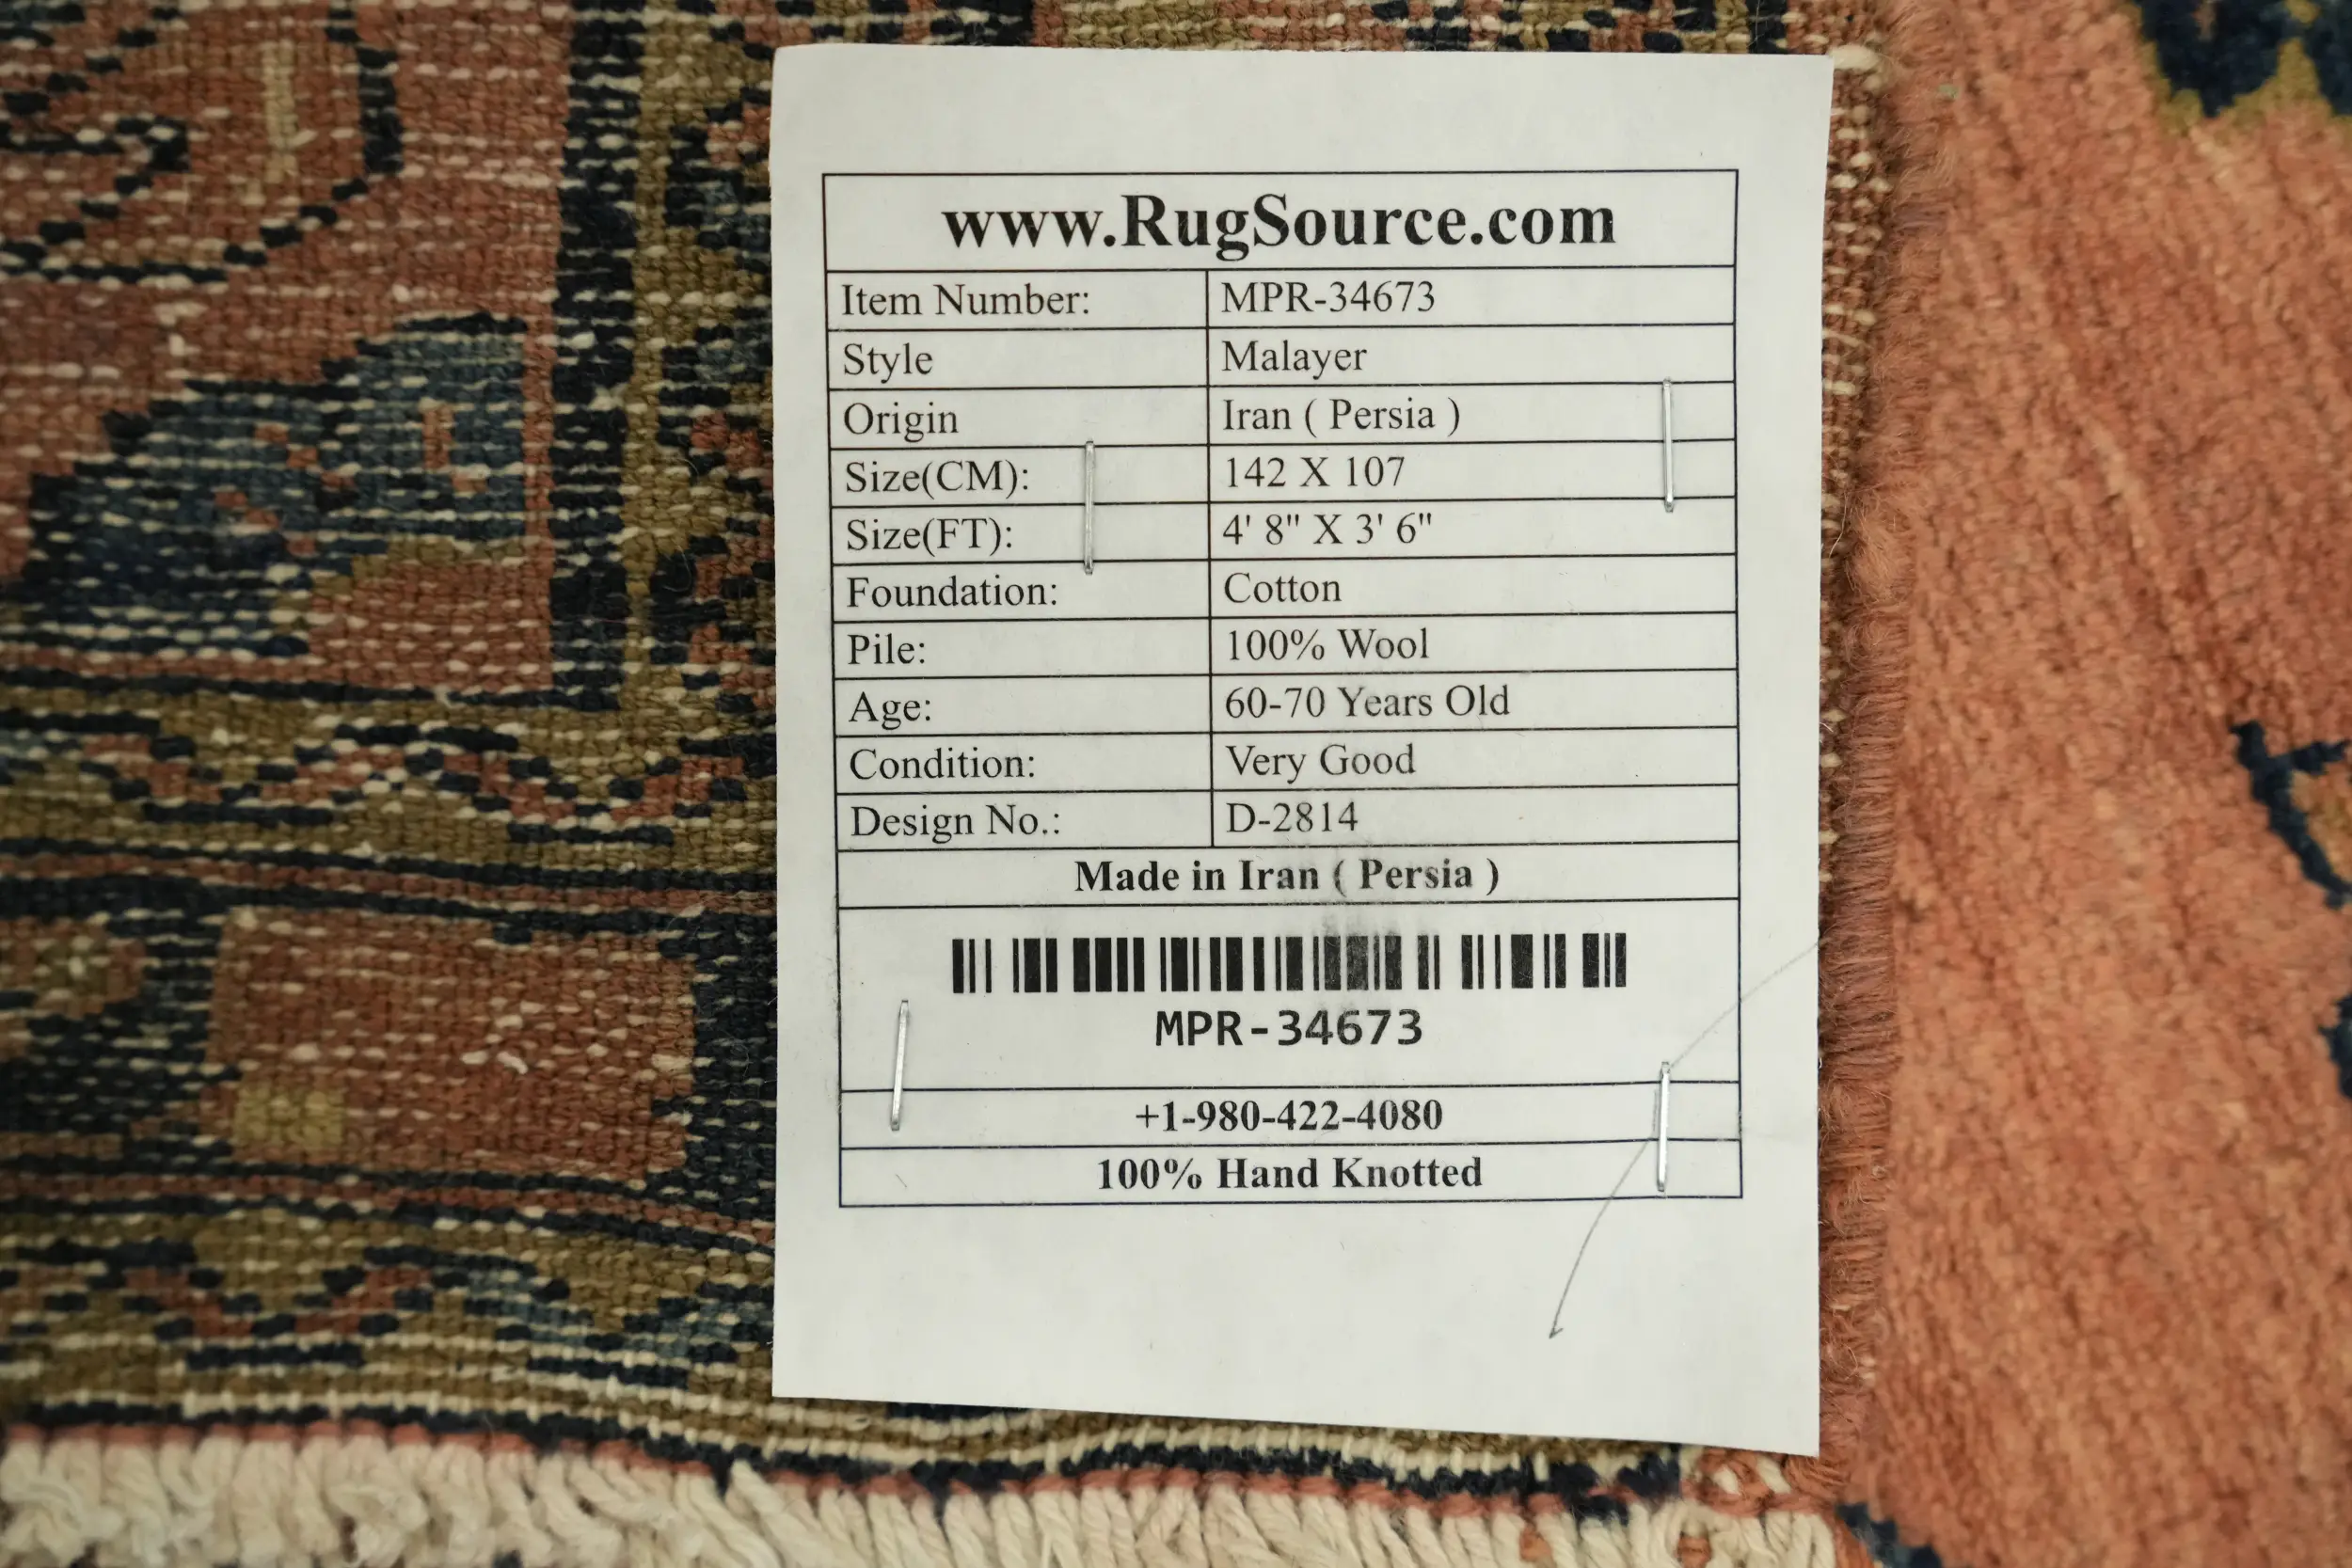 www.RugSource.com
Item Number: MPR-34673
Style Malayer
Origin Iran ( Persia )
Size(CM): 142 X 107
Size(FT): 4' 8" X 3' 6"
Foundation: Cotton
Pile: 100% Wool
Age: 60-70 Years Old
Condition: Very Good
Design No.: D-2814
Made in Iran ( Persia )
MPR-34673
+1-980-422-4080
100% Hand Knotted